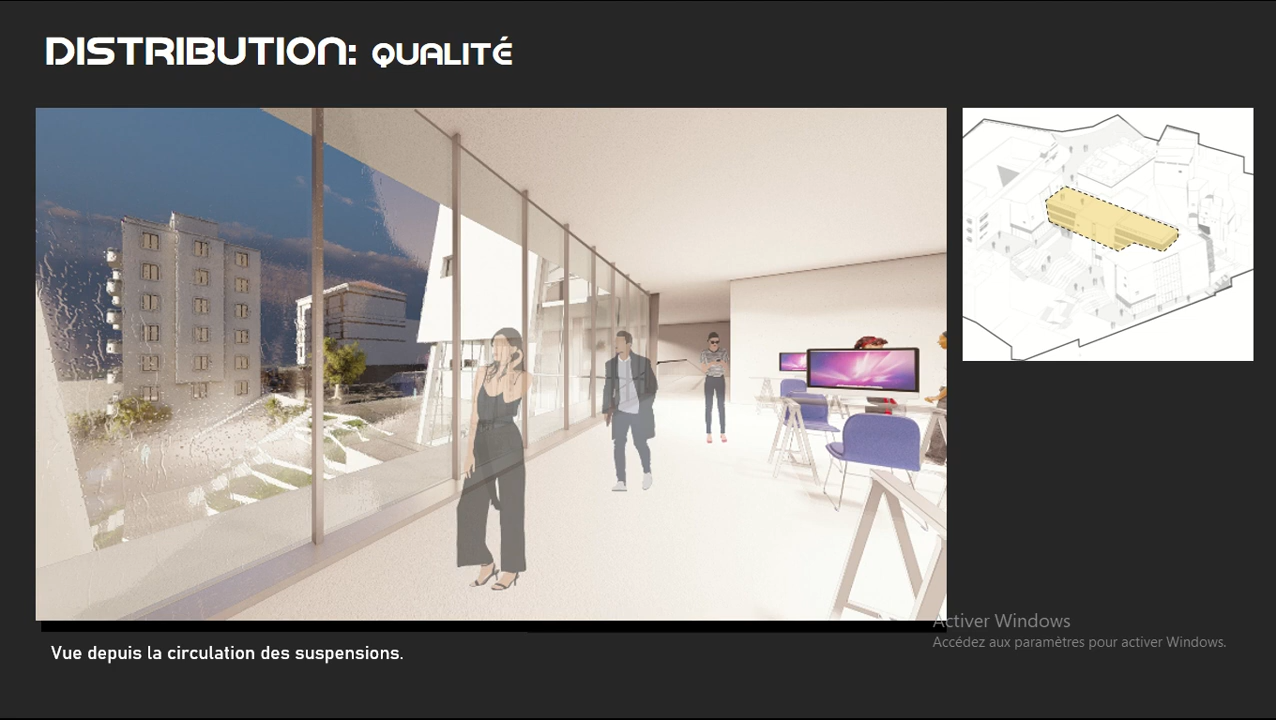 DISTRIBUTION: QUALITÉ
Vue depuis la circulation des suspensions.
Activer Windows
Accédez aux paramètres pour activer Windows.